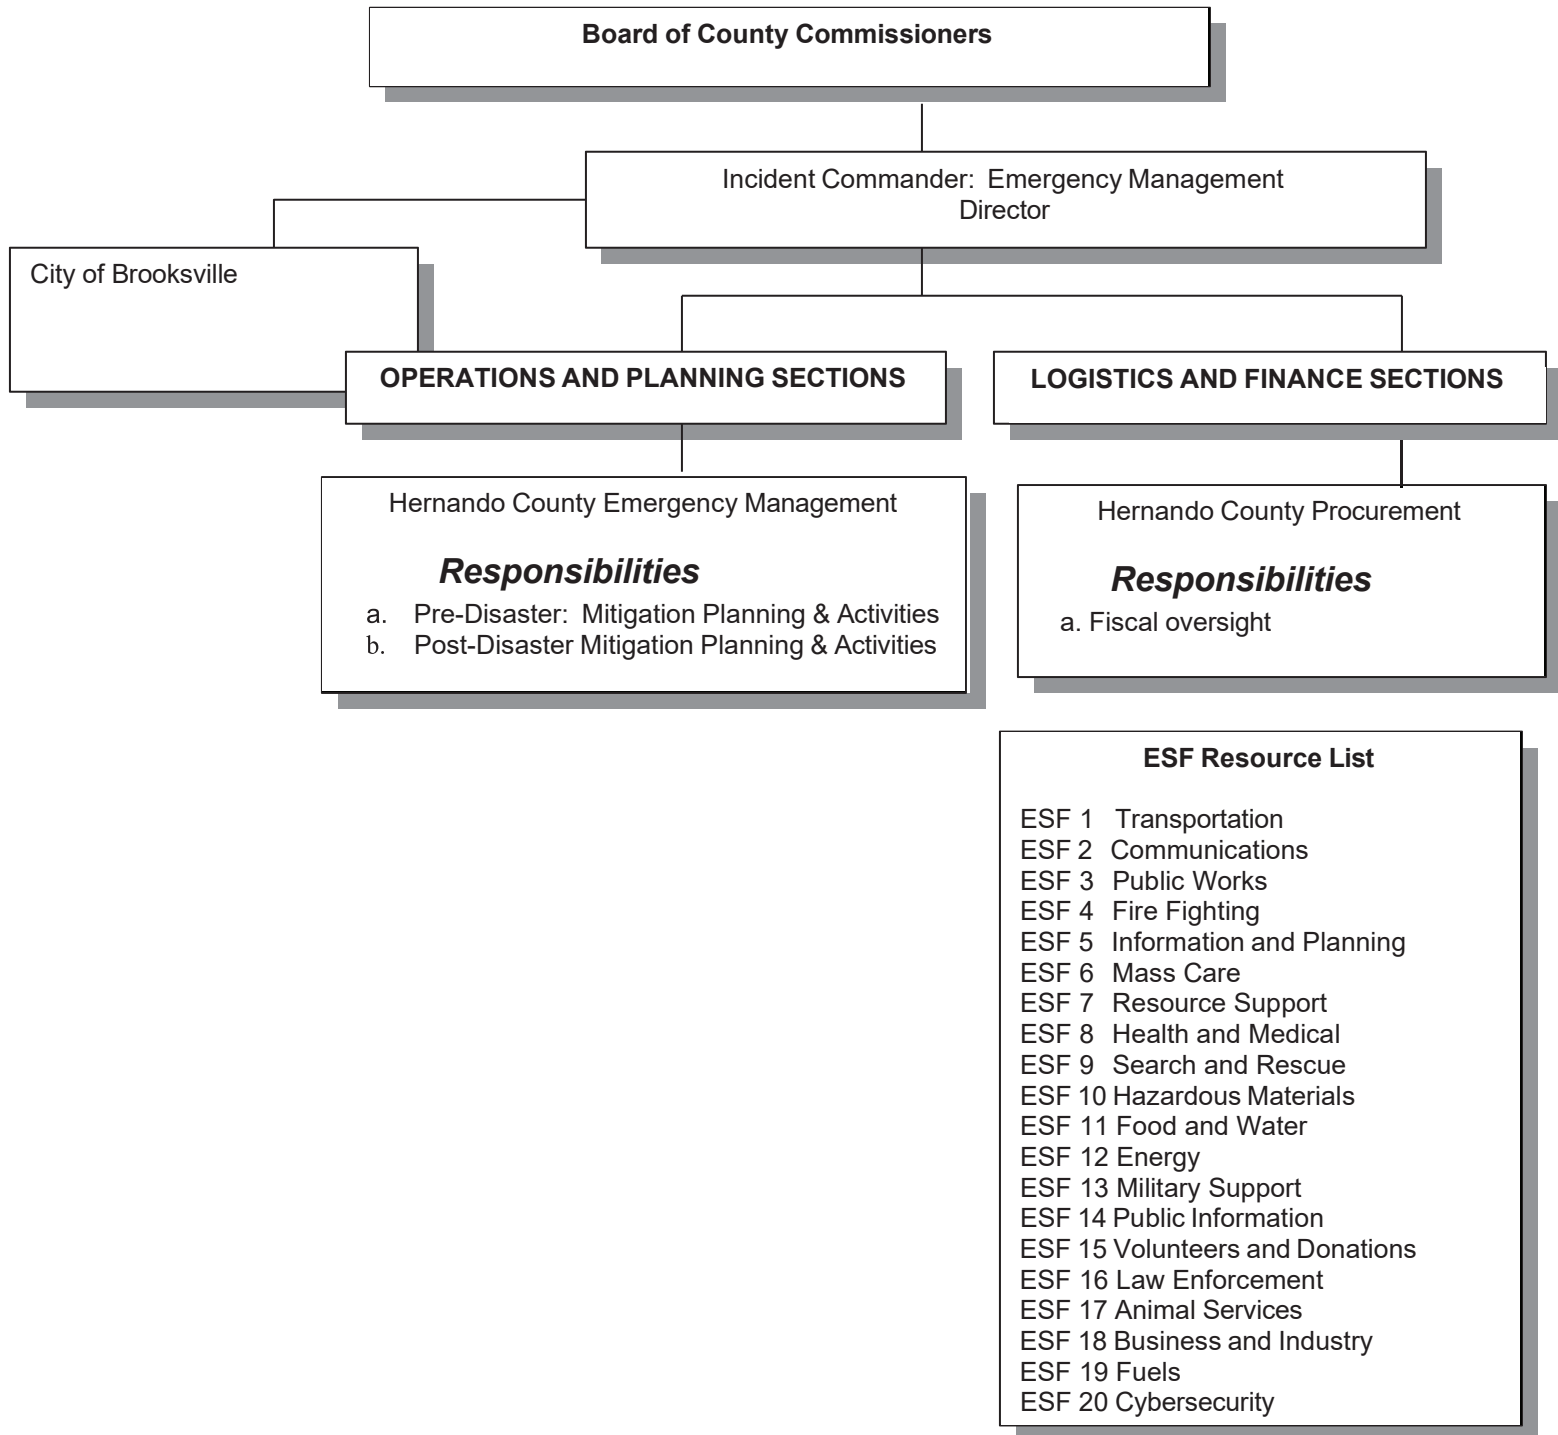 Board of County Commissioners
Incident Commander: Emergency Management
Director
City of Brooksville
OPERATIONS AND PLANNING SECTIONS
LOGISTICS AND FINANCE SECTIONS
Hernando County Emergency Management
Responsibilities
a. Pre-Disaster: Mitigation Planning & Activities
b. Post-Disaster Mitigation Planning & Activities
Hernando County Procurement
Responsibilities
a. Fiscal oversight
ESF Resource List
ESF 1 Transportation
ESF 2 Communications
ESF 3 Public Works
ESF 4 Fire Fighting
ESF 5 Information and Planning
ESF 6 Mass Care
ESF 7 Resource Support
ESF 8 Health and Medical
ESF 9 Search and Rescue
ESF 10 Hazardous Materials
ESF 11 Food and Water
ESF 12 Energy
ESF 13 Military Support
ESF 14 Public Information
ESF 15 Volunteers and Donations
ESF 16 Law Enforcement
ESF 17 Animal Services
ESF 18 Business and Industry
ESF 19 Fuels
ESF 20 Cybersecurity